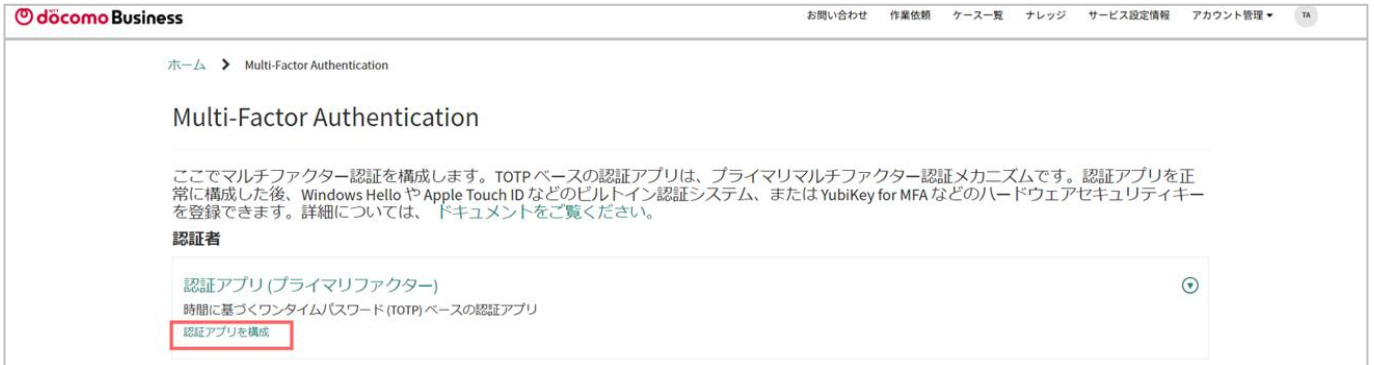 NTT docomo Business
お問い合わせ 作業依頼 ケース一覧 ナレッジ サービス設定情報 アカウント管理 TA
ホーム > Multi-Factor Authentication
Multi-Factor Authentication
ここでマルチファクター認証を構成します。TOTP ベースの認証アプリは、プライマリマルチファクター認証メカニズムです。認証アプリを正
常に構成した後、Windows Hello や Apple Touch ID などのビルトイン認証システム、または YubiKey for MFA などのハードウェアセキュリティキー
を登録できます。詳細については、 ドキュメントをご覧ください。
認証者
認証アプリ (プライマリファクター)
時間に基づくワンタイムパスワード (TOTP) ベースの認証アプリ
認証アプリを構成